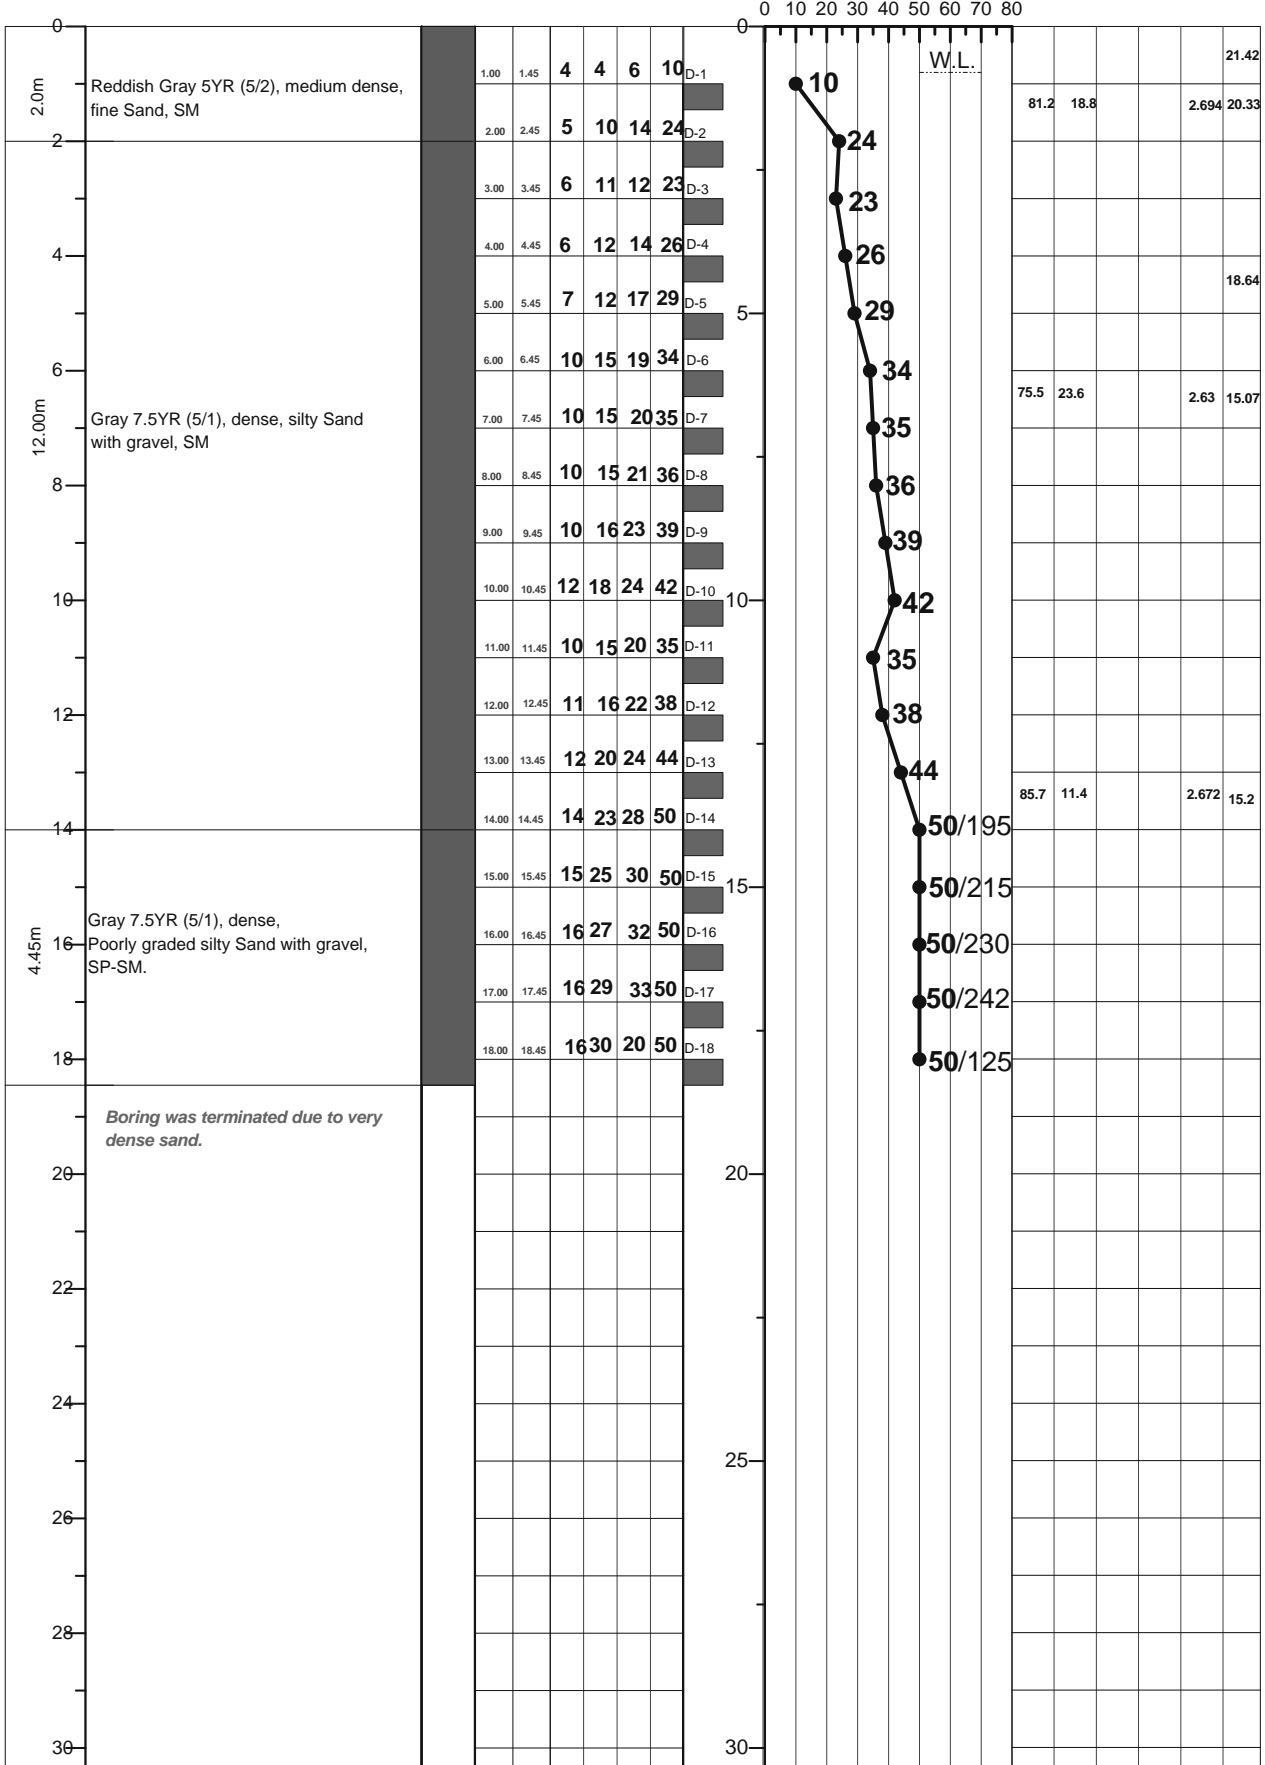 0 10 20 30 40 50 60 70 80
0 0
W.L.
21.42
2.0m
Reddish Gray 5YR (5/2), medium dense,
fine Sand, SM
1.00 1.45 4 4 6 10 D-1
10
81.2 18.8 2.694 20.33
2.00 2.45 5 10 14 24 D-2
2
24
3.00 3.45 6 11 12 23 D-3
23
4.00 4.45 6 12 14 26 D-4
4
26
18.64
5.00 5.45 7 12 17 29 D-5
5
29
6.00 6.45 10 15 19 34 D-6
6
34
75.5 23.6 2.63 15.07
12.00m
Gray 7.5YR (5/1), dense, silty Sand
with gravel, SM
7.00 7.45 10 15 20 35 D-7
35
8.00 8.45 10 15 21 36 D-8
8
36
9.00 9.45 10 16 23 39 D-9
39
10.00 10.45 12 18 24 42 D-10
10 10
42
11.00 11.45 10 15 20 35 D-11
35
12.00 12.45 11 16 22 38 D-12
12
38
13.00 13.45 12 20 24 44 D-13
44
85.7 11.4 2.672 15.2
14.00 14.45 14 23 28 50 D-14
14
50/195
15.00 15.45 15 25 30 50 D-15
15
50/215
4.45m
Gray 7.5YR (5/1), dense,
Poorly graded silty Sand with gravel,
SP-SM.
16.00 16.45 16 27 32 50 D-16
16
50/230
17.00 17.45 16 29 33 50 D-17
50/242
18.00 18.45 16 30 20 50 D-18
18
50/125
Boring was terminated due to very
dense sand.
20 20
22
24
25
26
28
30 30